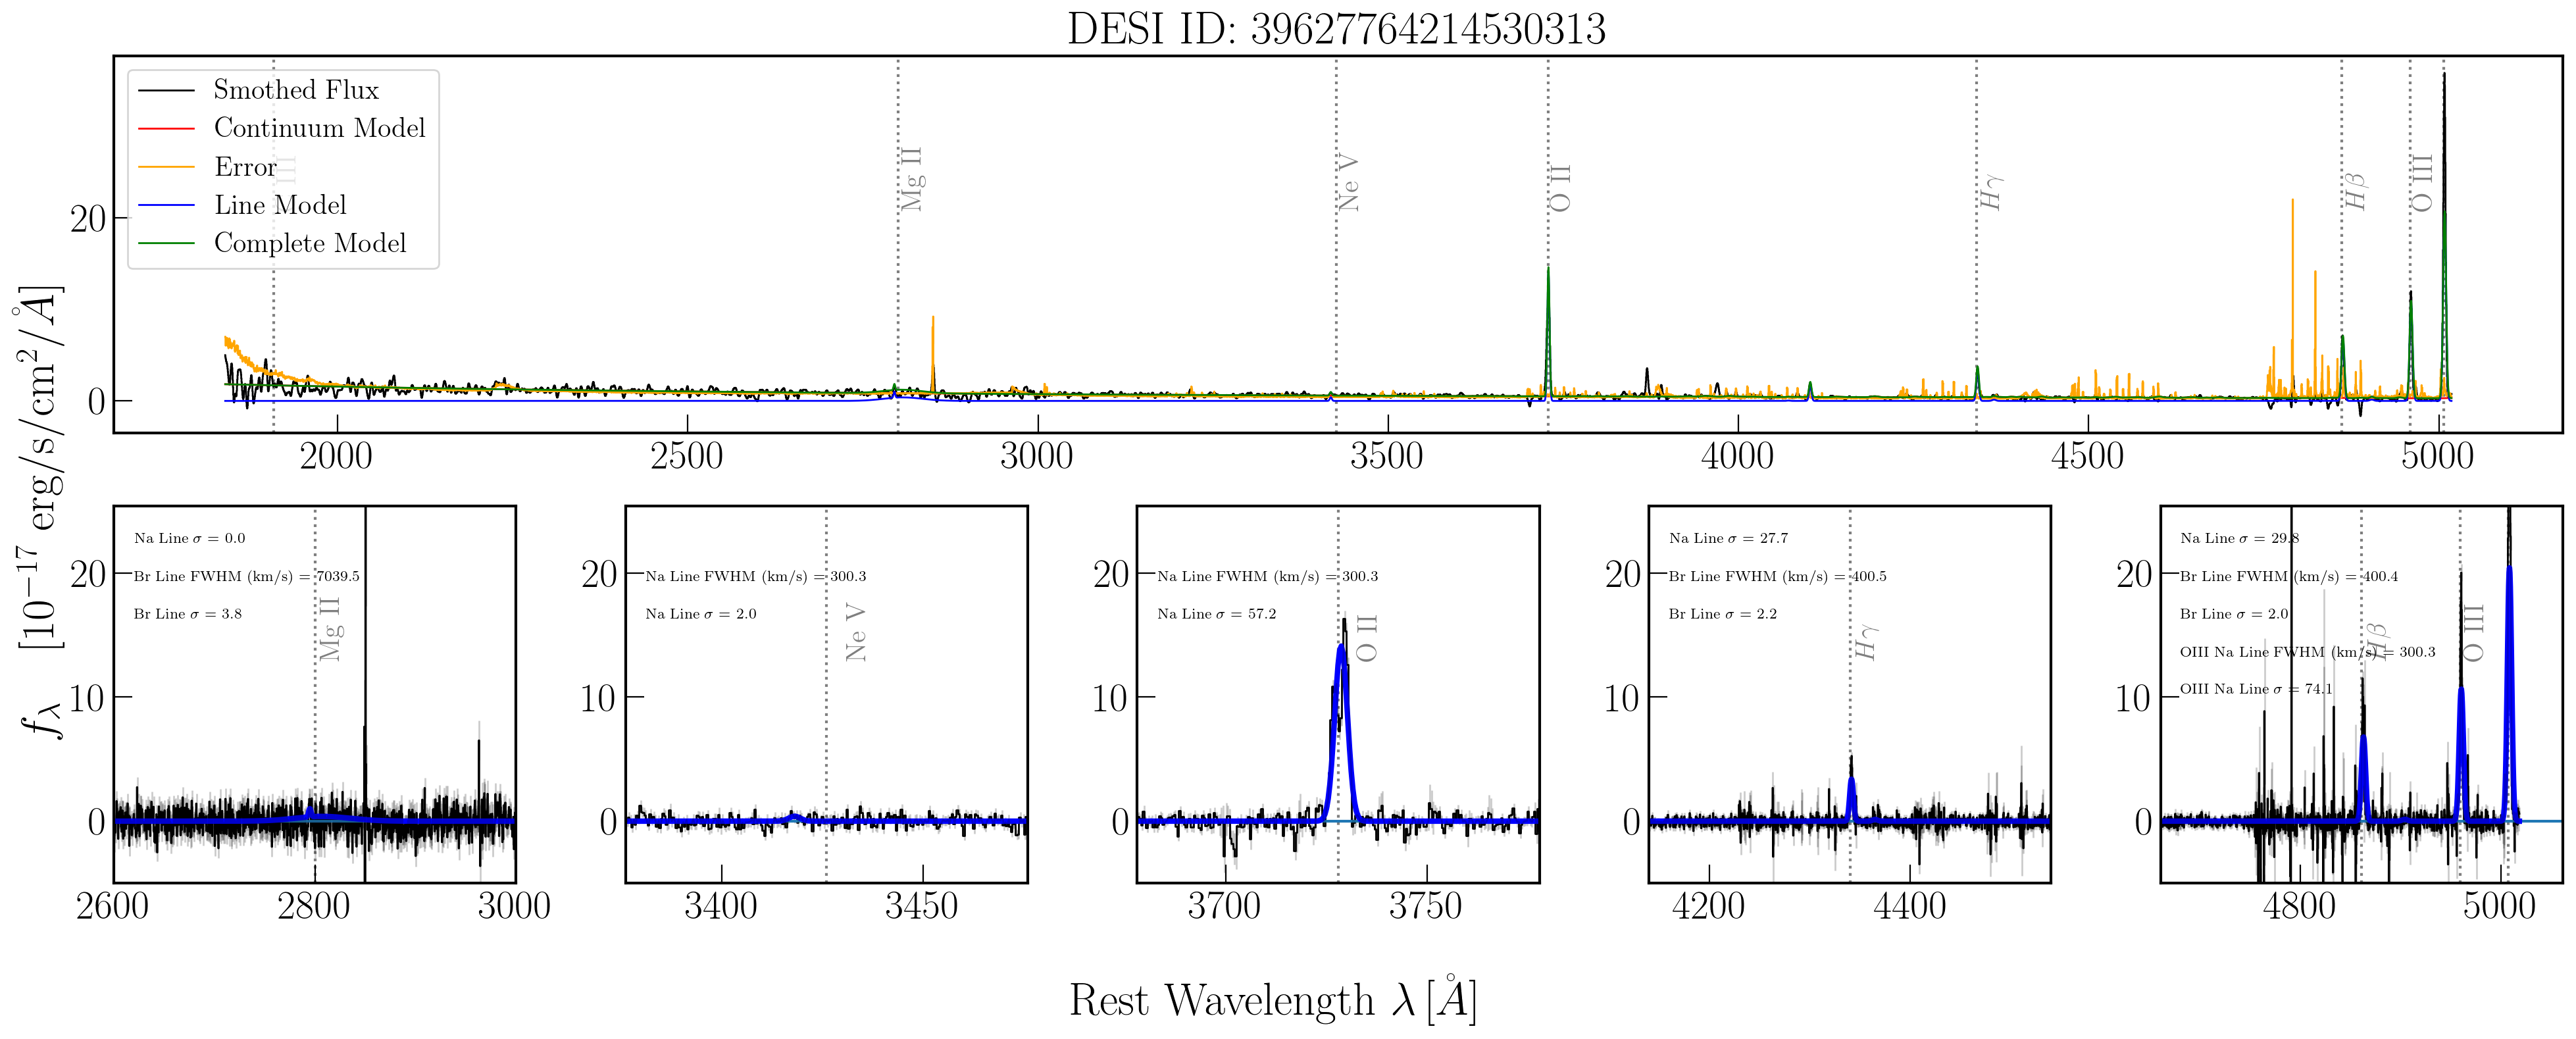 DESI ID: 39627764214530313
Smothed Flux
Continuum Model
Error
Line Model
Complete Model
III
Mg II
Ne V
O II
Hγ
Hβ
O III
20
0
2000 2500 3000 3500 4000 4500 5000
f_λ [10^{-17} erg/s/cm^2/Å]
Na Line σ = 0.0
Br Line FWHM (km/s) = 7039.5
Br Line σ = 3.8
Mg II
20
10
0
2600 2800 3000
Na Line FWHM (km/s) = 300.3
Na Line σ = 2.0
Ne V
20
10
0
3400 3450
Na Line FWHM (km/s) = 300.3
Na Line σ = 57.2
O II
20
10
0
3700 3750
Na Line σ = 27.7
Br Line FWHM (km/s) = 400.5
Br Line σ = 2.2
Hγ
20
10
0
4200 4400
Na Line σ = 29.8
Br Line FWHM (km/s) = 400.4
Br Line σ = 2.0
OIII Na Line FWHM (km/s) = 300.3
OIII Na Line σ = 74.1
Hβ
O III
20
10
0
4800 5000
Rest Wavelength λ [Å]